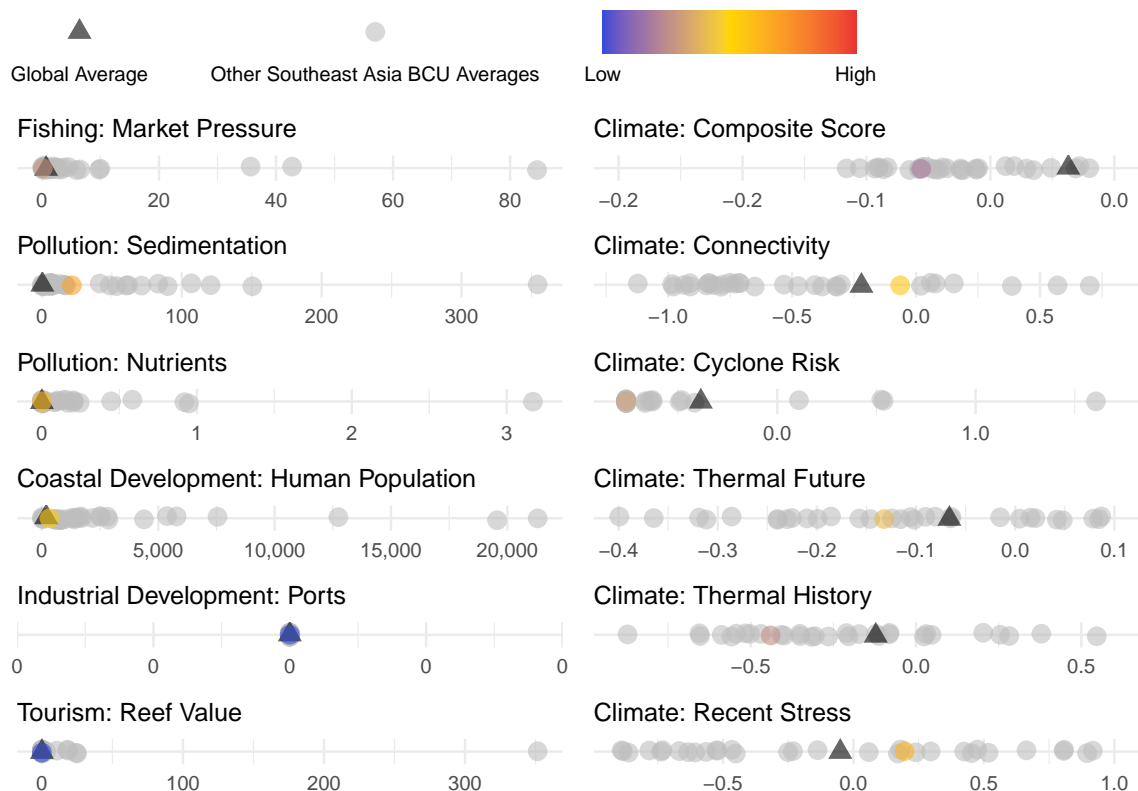 Global Average
Other Southeast Asia BCU Averages
Low
High
Fishing: Market Pressure
0 20 40 60 80
Pollution: Sedimentation
0 100 200 300
Pollution: Nutrients
0 1 2 3
Coastal Development: Human Population
0 5,000 10,000 15,000 20,000
Industrial Development: Ports
0 0 0 0 0
Tourism: Reef Value
0 100 200 300
Climate: Composite Score
−0.2 −0.2 −0.1 0.0 0.0
Climate: Connectivity
−1.0 −0.5 0.0 0.5
Climate: Cyclone Risk
0.0 1.0
Climate: Thermal Future
−0.4 −0.3 −0.2 −0.1 0.0 0.1
Climate: Thermal History
−0.5 0.0 0.5
Climate: Recent Stress
−0.5 0.0 0.5 1.0